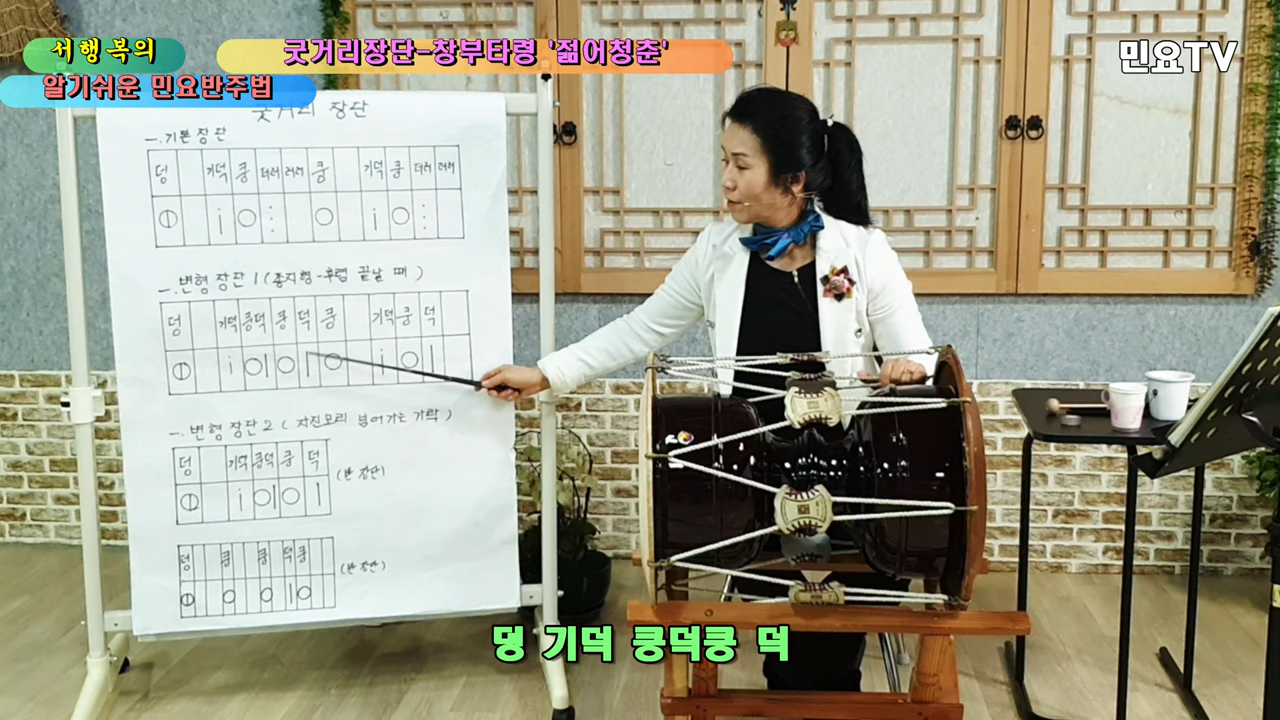 서행복의
알기쉬운 민요반주법
굿거리장단-창부타령 '젊어청춘'
민요TV
굿거리 장단
一.기본 장단
덩 기덕 쿵 더러 러러 쿵 기덕 쿵 더러 러러
一.변형 장단 1 (종지형-후렴 끝날 때)
덩 기덕 쿵덕 쿵 덕 쿵 기덕 쿵 덕
一.변형 장단 2 (자진모리 넘어가는 가락)
덩 기덕 쿵덕 쿵 덕
(반 장단)
덩 쿵 쿵 덕 쿵
(반 장단)
덩 기덕 쿵덕쿵 덕